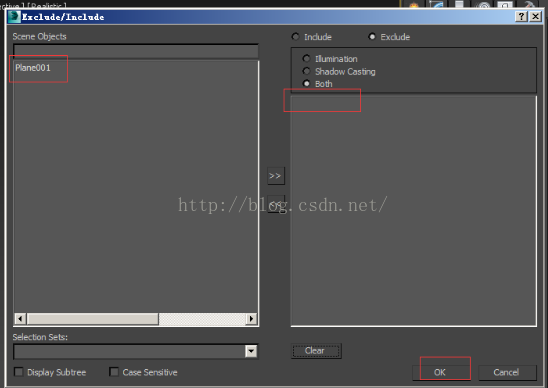 ctive ] [Realistic ]
Exclude/Include
Scene Objects
Include
Exclude
Illumination
Shadow Casting
Both
Plane001
>>
<<
http://blog.csdn.net/
Selection Sets:
Clear
Display Subtree
Case Sensitive
OK
Cancel